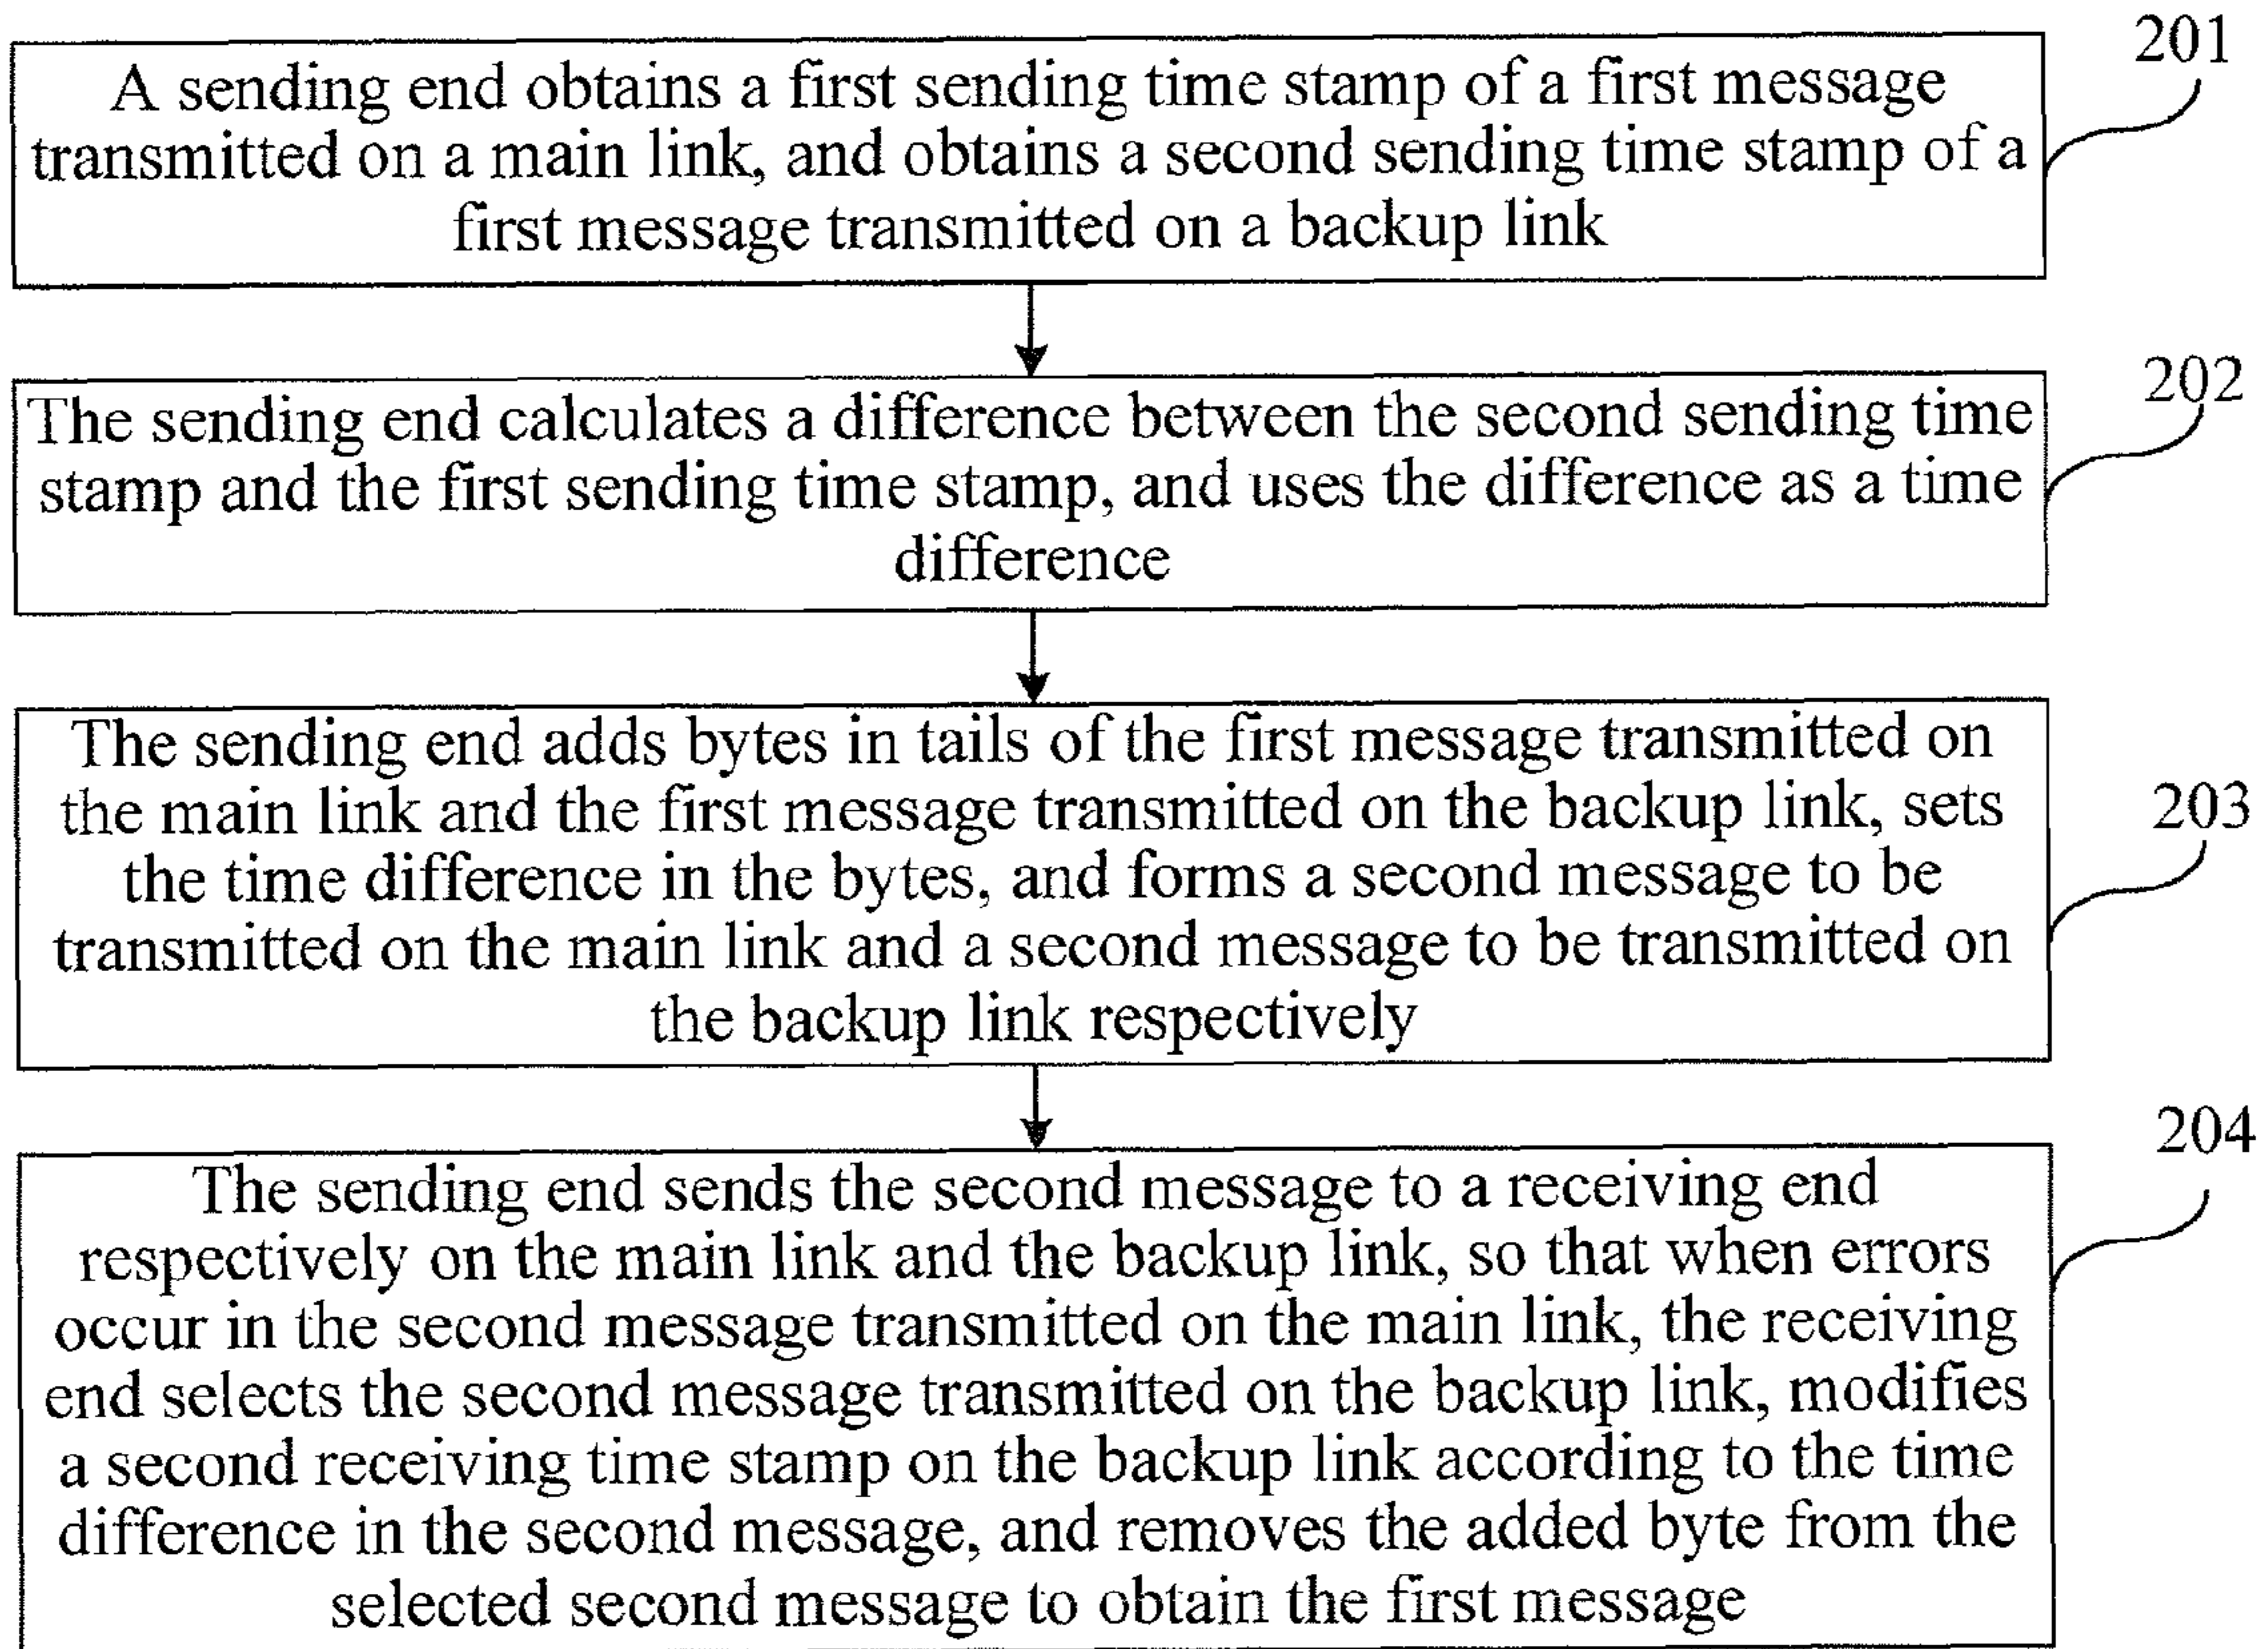 201
A sending end obtains a first sending time stamp of a first message
transmitted on a main link, and obtains a second sending time stamp of a
first message transmitted on a backup link
202
The sending end calculates a difference between the second sending time
stamp and the first sending time stamp, and uses the difference as a time
difference
The sending end adds bytes in tails of the first message transmitted on
the main link and the first message transmitted on the backup link, sets
203
the time difference in the bytes, and forms a second message to be
transmitted on the main link and a second message to be transmitted on
the backup link respectively
204
The sending end sends the second message to a receiving end
respectively on the main link and the backup link, so that when errors
occur in the second message transmitted on the main link, the receiving
end selects the second message transmitted on the backup link, modifies
a second receiving time stamp on the backup link according to the time
difference in the second message, and removes the added byte from the
selected second message to obtain the first message